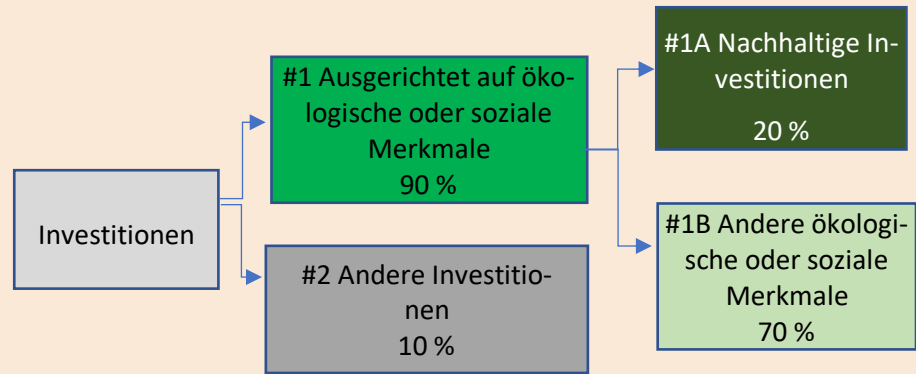 Investitionen
#1 Ausgerichtet auf öko-
logische oder soziale
Merkmale
90 %
#2 Andere Investitio-
nen
10 %
#1A Nachhaltige In-
vestitionen
20 %
#1B Andere ökologi-
sche oder soziale
Merkmale
70 %